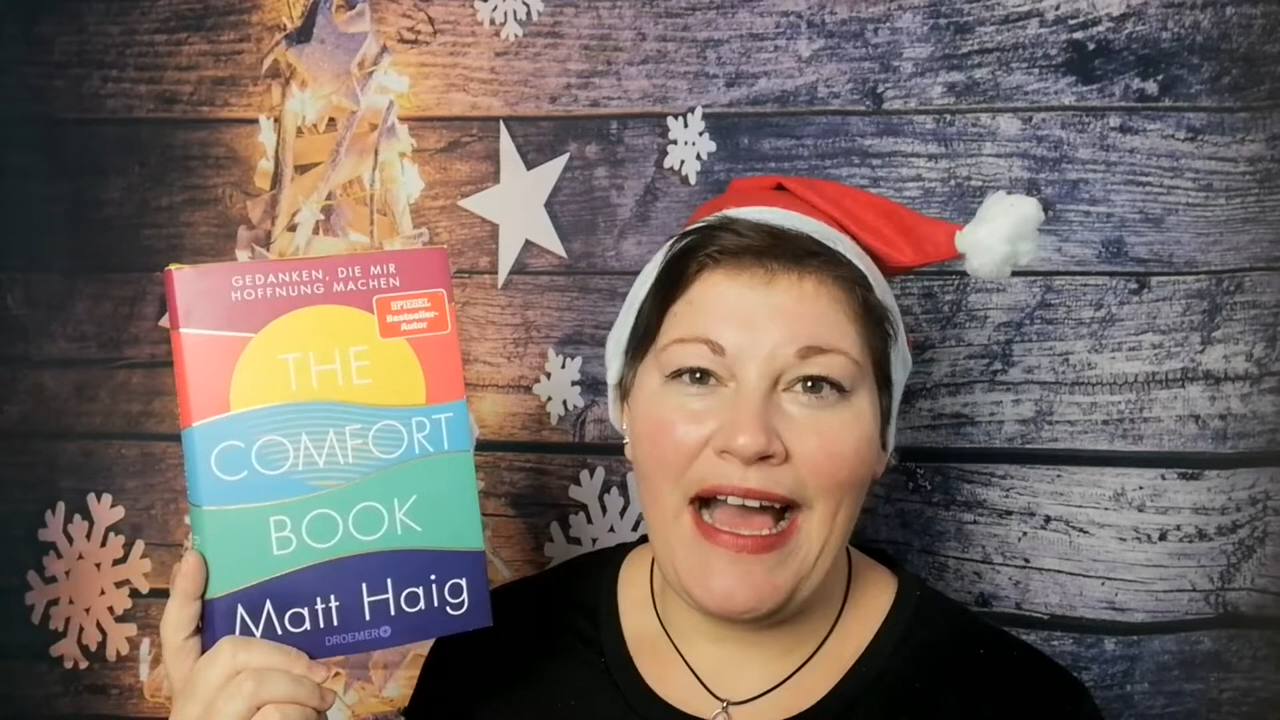 GEDANKEN, DIE MIR
HOFFNUNG MACHEN
SPIEGEL
Bestseller-
Autor
THE
COMFORT
BOOK
Matt Haig
DROEMER